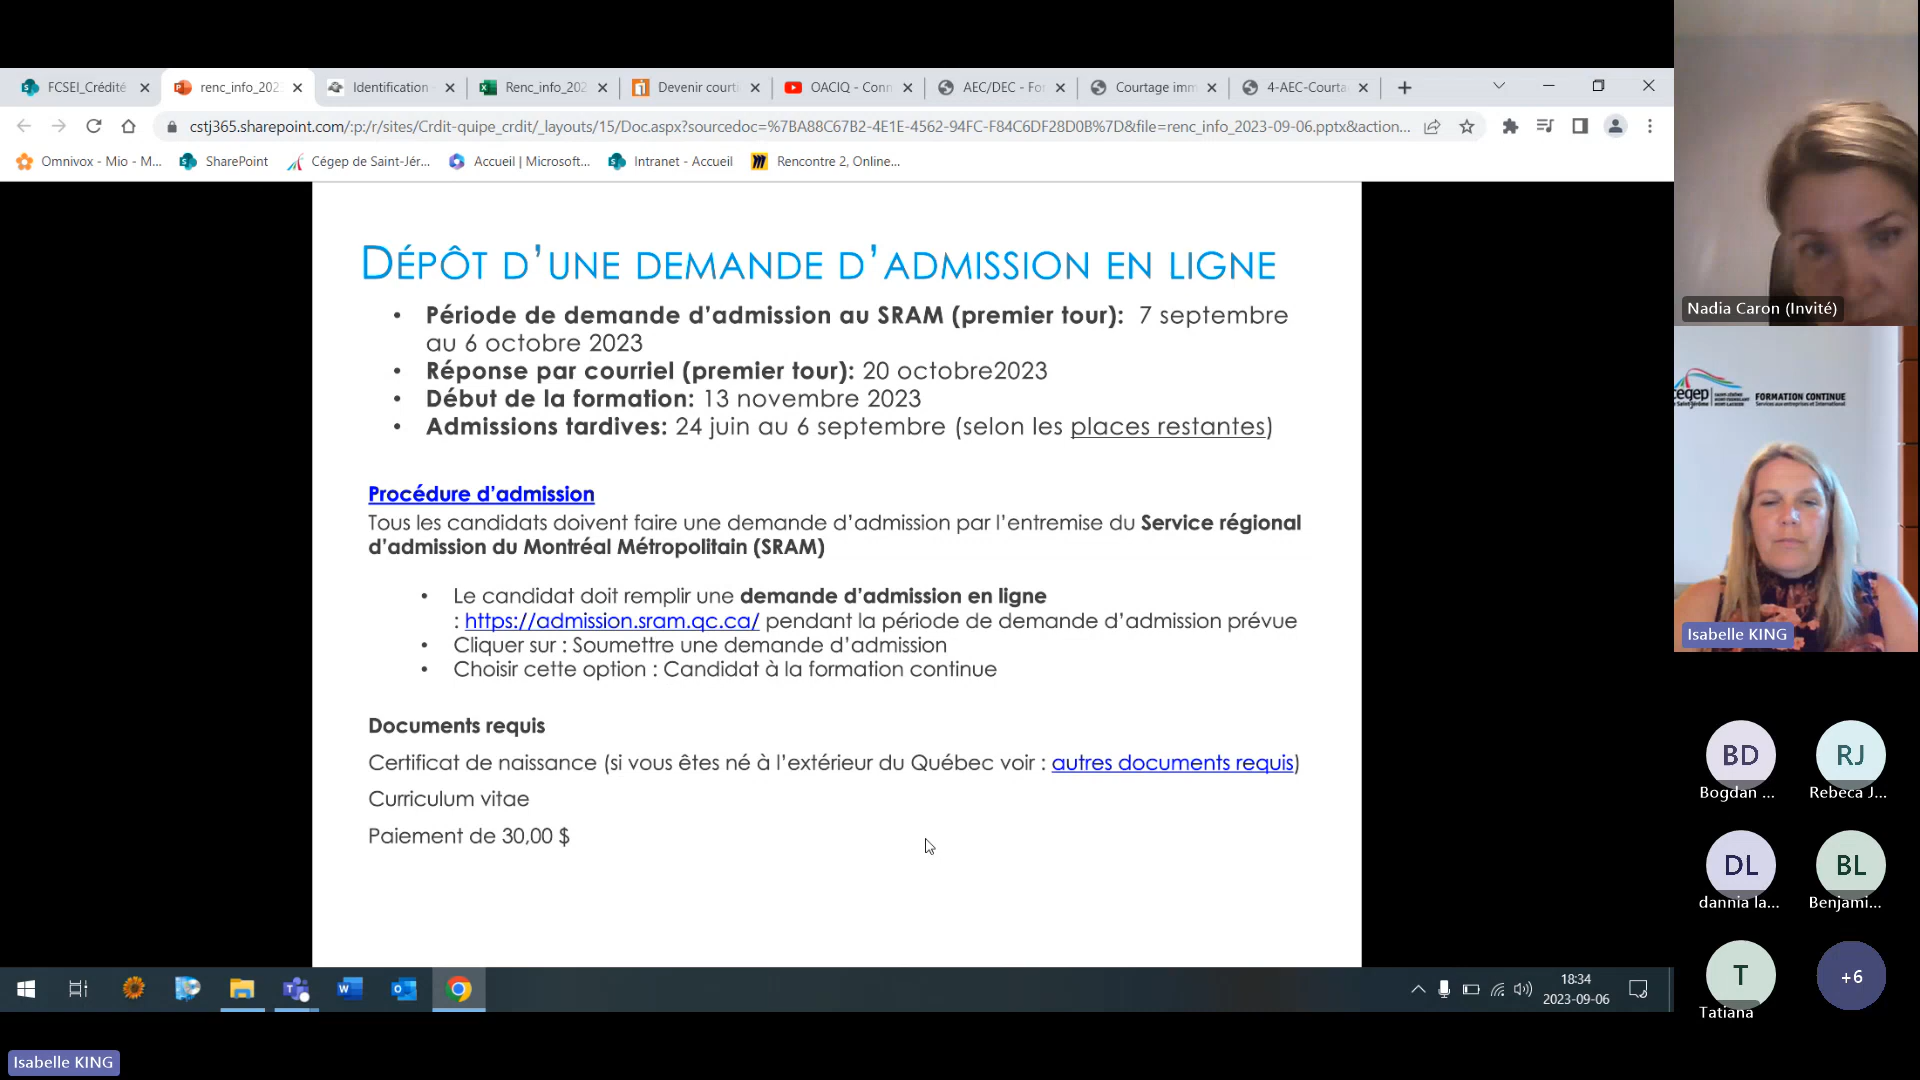 FCSEI_Crédité
renc_info_202
Identification
Renc_info_202
Devenir court
OACIQ - Conn
AEC/DEC - Fo
Courtage imm
4-AEC-Courta
cstj365.sharepoint.com/:p:/r/sites/Crdit-quipe_crdit/_layouts/15/Doc.aspx?sourcedoc=%7BA88C67B2-4E1E-4562-94FC-F84C6DF28D0B%7D&file=renc_info_2023-09-06.pptx&action...
Omnivox - Mio - M...
SharePoint
Cégep de Saint-Jér...
Accueil | Microsoft...
Intranet - Accueil
Rencontre 2, Online...
DÉPÔT D'UNE DEMANDE D'ADMISSION EN LIGNE
• Période de demande d'admission au SRAM (premier tour): 7 septembre
au 6 octobre 2023
• Réponse par courriel (premier tour): 20 octobre2023
• Début de la formation: 13 novembre 2023
• Admissions tardives: 24 juin au 6 septembre (selon les places restantes)
Procédure d'admission
Tous les candidats doivent faire une demande d'admission par l'entremise du Service régional
d'admission du Montréal Métropolitain (SRAM)
• Le candidat doit remplir une demande d'admission en ligne
: https://admission.sram.qc.ca/ pendant la période de demande d'admission prévue
• Cliquer sur : Soumettre une demande d'admission
• Choisir cette option : Candidat à la formation continue
Documents requis
Certificat de naissance (si vous êtes né à l'extérieur du Québec voir : autres documents requis)
Curriculum vitae
Paiement de 30,00 $
18:34
2023-09-06
Isabelle KING
Nadia Caron (Invité)
cégep
FORMATION CONTINUE
Isabelle KING
BD
RJ
Bogdan ...
Rebeca J...
DL
BL
dannia la...
Benjami...
T
+6
Tatiana